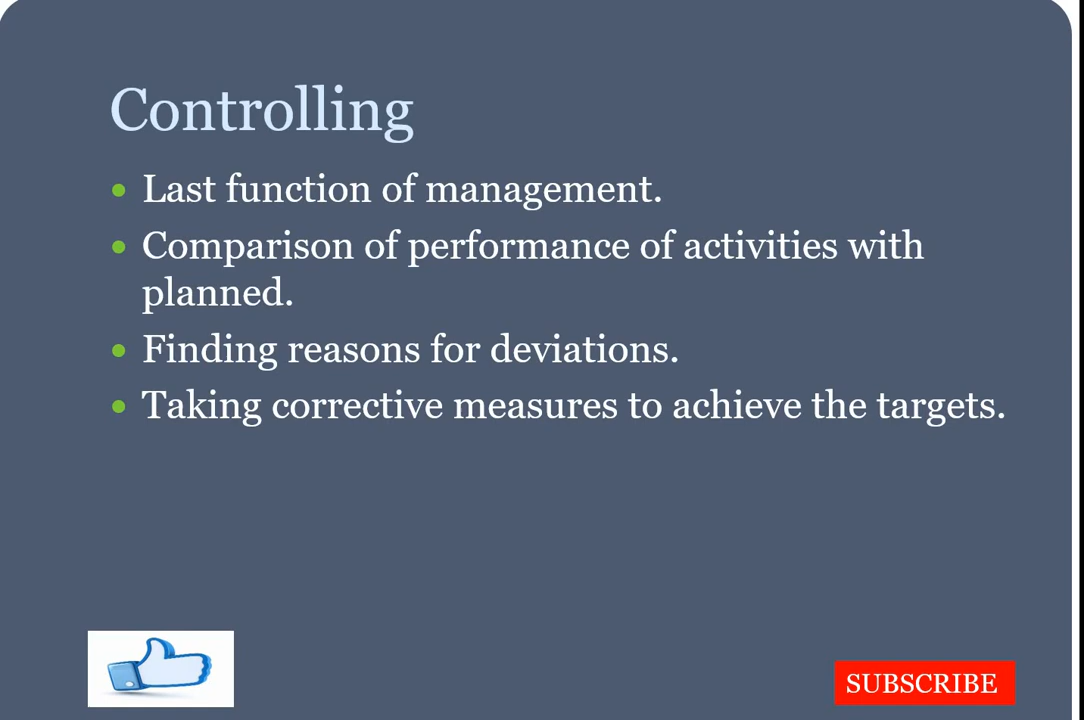 Controlling
Last function of management.
Comparison of performance of activities with
planned.
Finding reasons for deviations.
Taking corrective measures to achieve the targets.
SUBSCRIBE